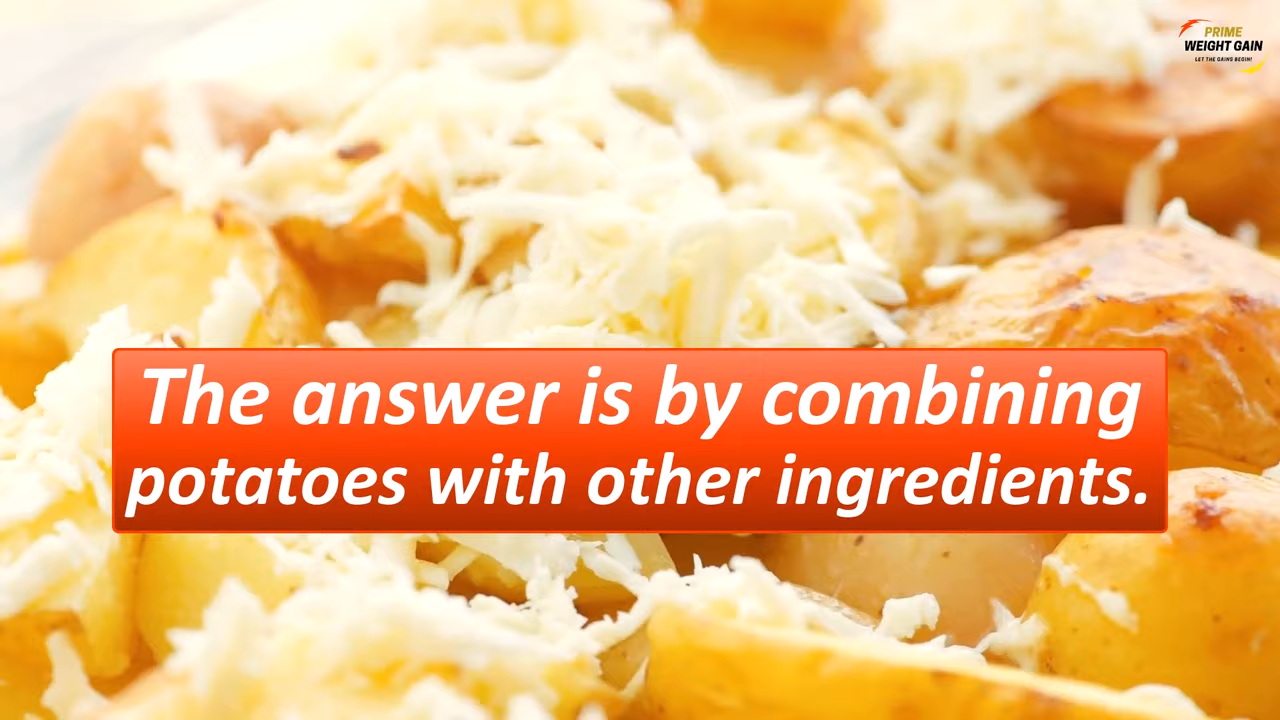 PRIME
WEIGHT GAIN
LET THE GAINS BEGIN!
The answer is by combining
potatoes with other ingredients.